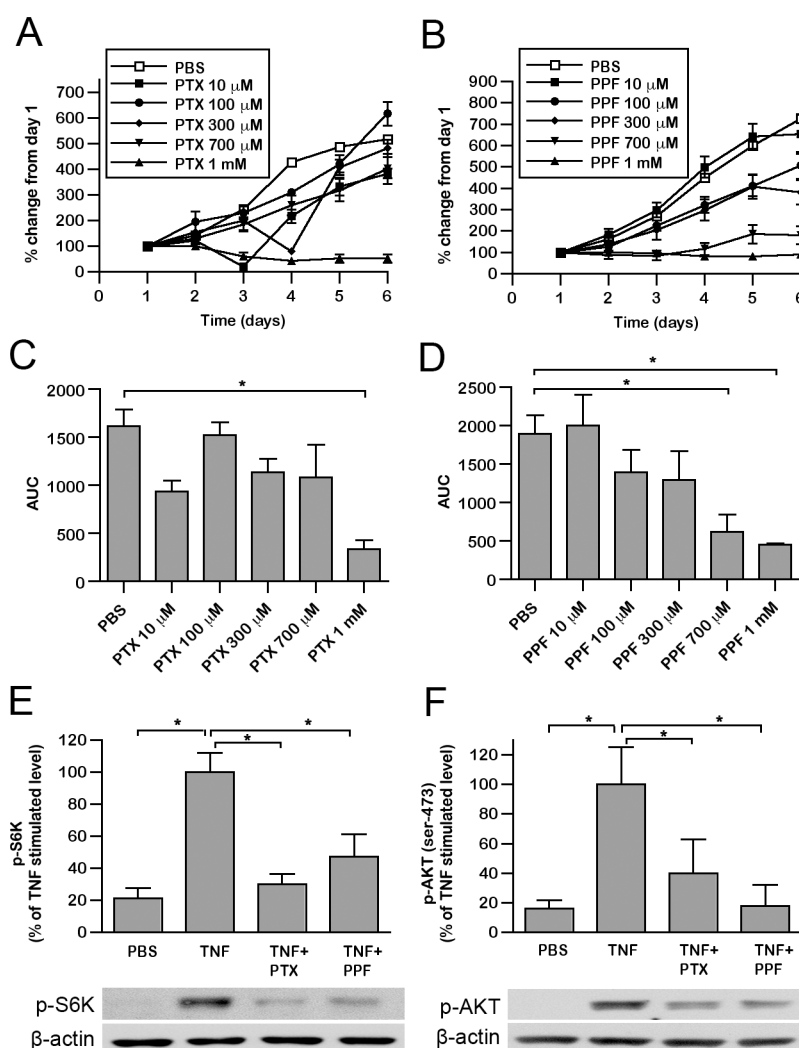 A
PBS
PTX 10 µM
PTX 100 µM
PTX 300 µM
PTX 700 µM
PTX 1 mM
% change from day 1
700
600
500
400
300
200
100
0
0 1 2 3 4 5 6
Time (days)
B
PBS
PPF 10 µM
PPF 100 µM
PPF 300 µM
PPF 700 µM
PPF 1 mM
% change from day 1
900
800
700
600
500
400
300
200
100
0
0 1 2 3 4 5 6
Time (days)
C
AUC
2000
1500
1000
500
0
*
PBS
PTX 10 µM
PTX 100 µM
PTX 300 µM
PTX 700 µM
PTX 1 mM
D
AUC
2500
2000
1500
1000
500
0
*
*
PBS
PPF 10 µM
PPF 100 µM
PPF 300 µM
PPF 700 µM
PPF 1 mM
E
p-S6K
(% of TNF stimulated level)
120
100
80
60
40
20
0
* * *
PBS TNF TNF+ TNF+
PTX PPF
p-S6K
β-actin
F
p-AKT (ser-473)
(% of TNF stimulated level)
120
100
80
60
40
20
0
* * *
PBS TNF TNF+ TNF+
PTX PPF
p-AKT
β-actin